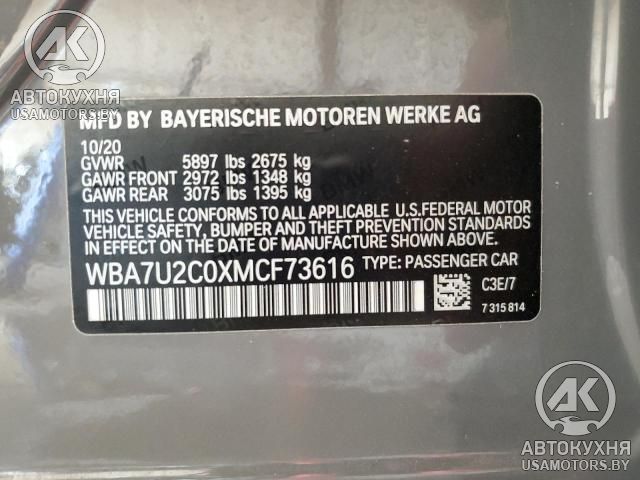 АК
АВТОКУХНЯ
USAMOTORS.BY
MFD BY BAYERISCHE MOTOREN WERKE AG
10/20
GVWR 5897 lbs 2675 kg
GAWR FRONT 2972 lbs 1348 kg
GAWR REAR 3075 lbs 1395 kg
THIS VEHICLE CONFORMS TO ALL APPLICABLE U.S.FEDERAL MOTOR
VEHICLE SAFETY, BUMPER AND THEFT PREVENTION STANDARDS
IN EFFECT ON THE DATE OF MANUFACTURE SHOWN ABOVE.
WBA7U2C0XMCF73616 TYPE: PASSENGER CAR
C3E/7
7 315 814
АК
АВТОКУХНЯ
USAMOTORS.BY